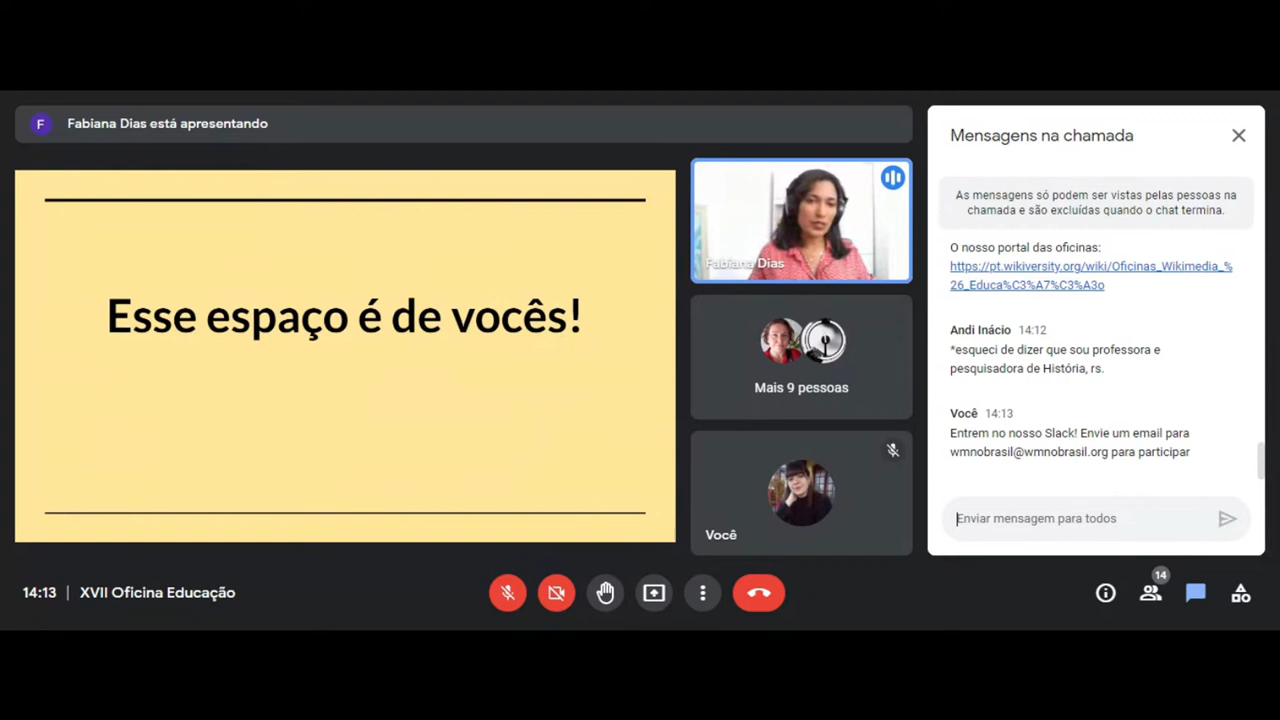 F
Fabiana Dias está apresentando
Esse espaço é de vocês!
Fabiana Dias
Mais 9 pessoas
Você
Mensagens na chamada
As mensagens só podem ser vistas pelas pessoas na
chamada e são excluídas quando o chat termina.
O nosso portal das oficinas:
https://pt.wikiversity.org/wiki/Oficinas_Wikimedia_%
26_Educa%C3%A7%C3%A3o
Andi Inácio 14:12
*esqueci de dizer que sou professora e
pesquisadora de História, rs.
Você 14:13
Entrem no nosso Slack! Envie um email para
wmnobrasil@wmnobrasil.org para participar
Enviar mensagem para todos
14:13 | XVII Oficina Educação
14